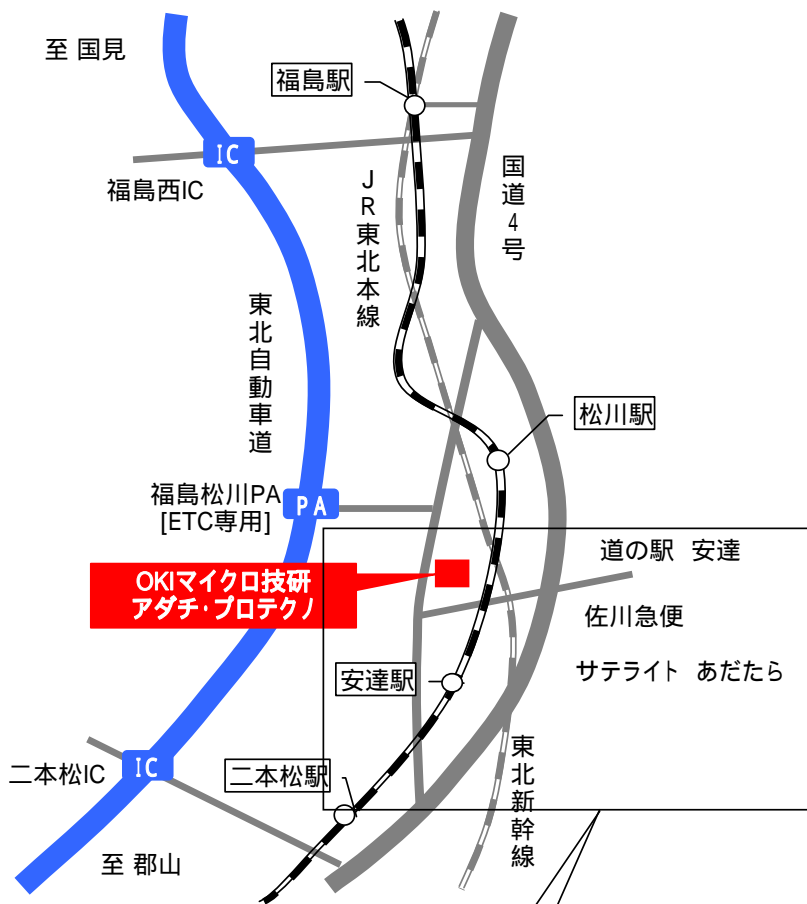 至 国見
福島駅
IC
福島西IC
JR東北本線
国道4号
東北自動車道
松川駅
福島松川PA
[ETC専用]
PA
道の駅 安達
OKIマイクロ技研
アダチ・プロテクノ
佐川急便
安達駅
サテライト あだたら
二本松IC
IC
二本松駅
東北新幹線
至 郡山